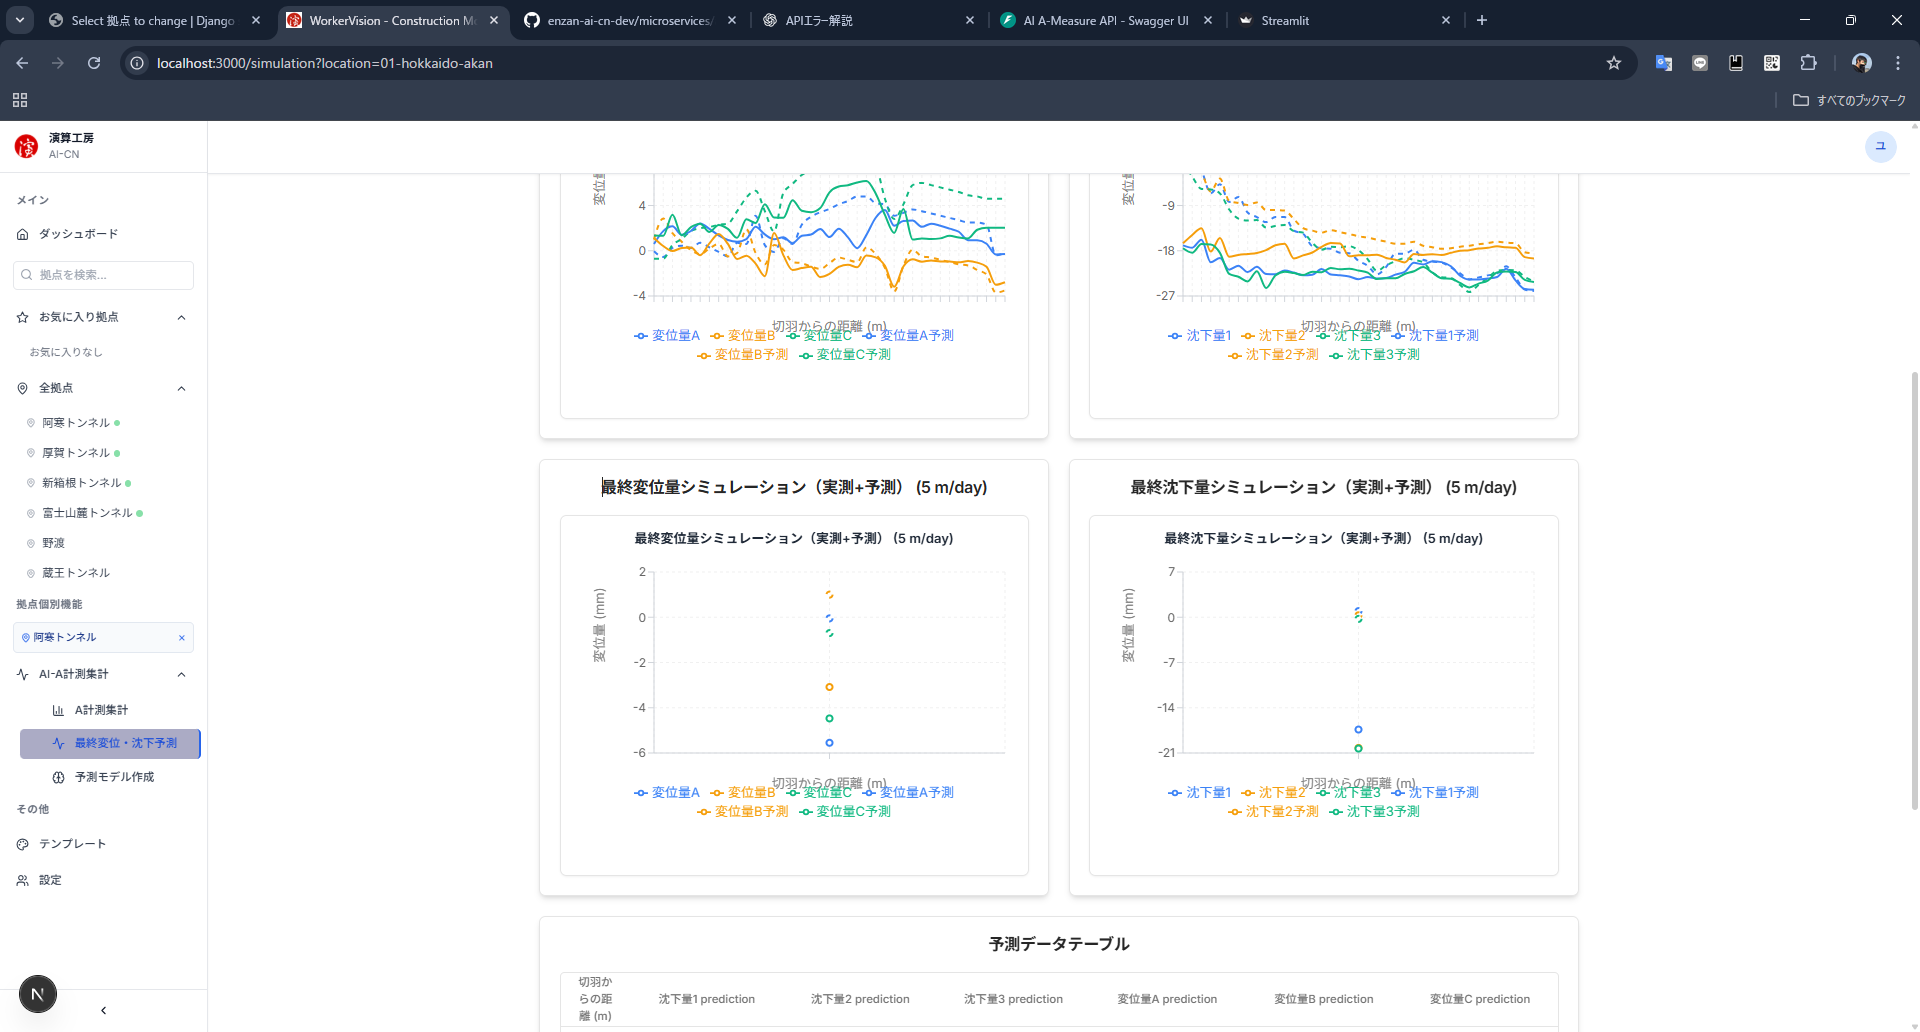 Select 拠点 to change | Django
WorkerVision - Construction Mo
enzan-ai-cn-dev/microservices/
APIエラー解説
AI A-Measure API - Swagger UI
Streamlit
localhost:3000/simulation?location=01-hokkaido-akan
すべてのブックマーク
演算工房
AI-CN
ユ
メイン
ダッシュボード
拠点を検索...
お気に入り拠点
お気に入りなし
全拠点
阿寒トンネル
厚賀トンネル
新箱根トンネル
富士山麓トンネル
野渡
蔵王トンネル
拠点個別機能
阿寒トンネル ×
AI-A計測集計
A計測集計
最終変位・沈下予測
予測モデル作成
その他
テンプレート
設定
N
変位量
4
0
-4
切羽からの距離 (m)
変位量A 変位量B 変位量C 変位量A予測
変位量B予測 変位量C予測
変位量
-9
-18
-27
切羽からの距離 (m)
沈下量1 沈下量2 沈下量3 沈下量1予測
沈下量2予測 沈下量3予測
最終変位量シミュレーション（実測+予測） (5 m/day)
最終変位量シミュレーション（実測+予測） (5 m/day)
変位量 (mm)
2
0
-2
-4
-6
切羽からの距離 (m)
変位量A 変位量B 変位量C 変位量A予測
変位量B予測 変位量C予測
最終沈下量シミュレーション（実測+予測） (5 m/day)
最終沈下量シミュレーション（実測+予測） (5 m/day)
変位量 (mm)
7
0
-7
-14
-21
切羽からの距離 (m)
沈下量1 沈下量2 沈下量3 沈下量1予測
沈下量2予測 沈下量3予測
予測データテーブル
切羽か
らの距
離 (m)
沈下量1 prediction
沈下量2 prediction
沈下量3 prediction
変位量A prediction
変位量B prediction
変位量C prediction